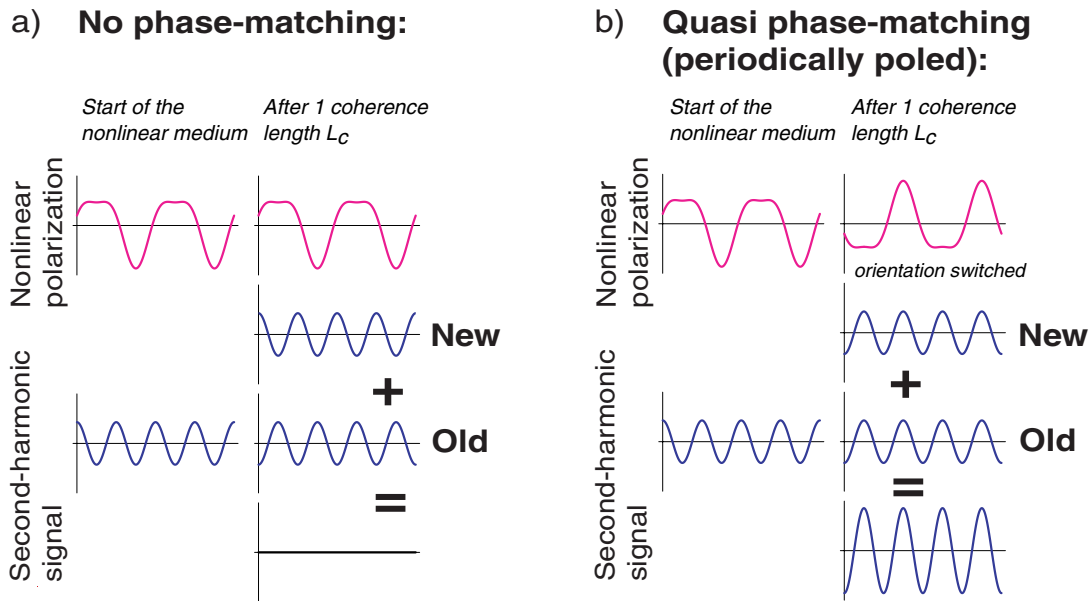 a) No phase-matching:
Start of the
nonlinear medium
After 1 coherence
length LC
Nonlinear
polarization
New
+
Old
=
Second-harmonic
signal
b) Quasi phase-matching
(periodically poled):
Start of the
nonlinear medium
After 1 coherence
length LC
Nonlinear
polarization
orientation switched
New
+
Old
=
Second-harmonic
signal